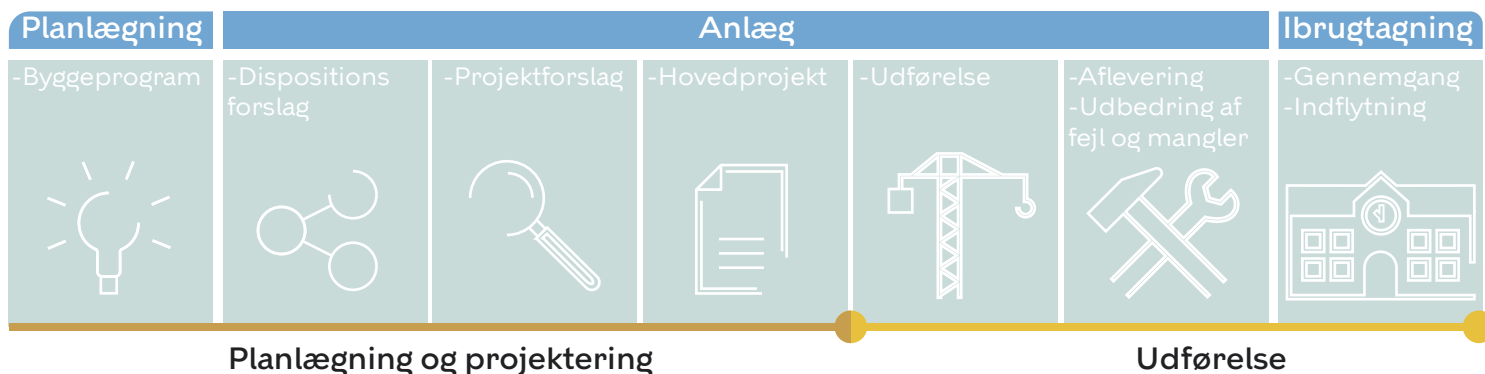 Planlægning
Anlæg
Ibrugtagning
-Byggeprogram
-Dispositions
forslag
-Projektforslag
-Hovedprojekt
-Udførelse
-Aflevering
-Udbedring af
fejl og mangler
-Gennemgang
-Indflytning
Planlægning og projektering
Udførelse